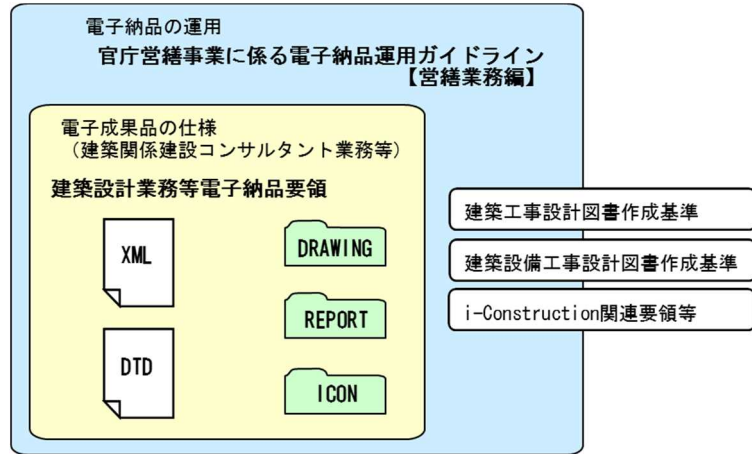 電子納品の運用
官庁営繕事業に係る電子納品運用ガイドライン
【営繕業務編】
電子成果品の仕様
(建築関係建設コンサルタント業務等)
建築設計業務等電子納品要領
XML
DRAWING
REPORT
DTD
ICON
建築工事設計図書作成基準
建築設備工事設計図書作成基準
i-Construction関連要領等